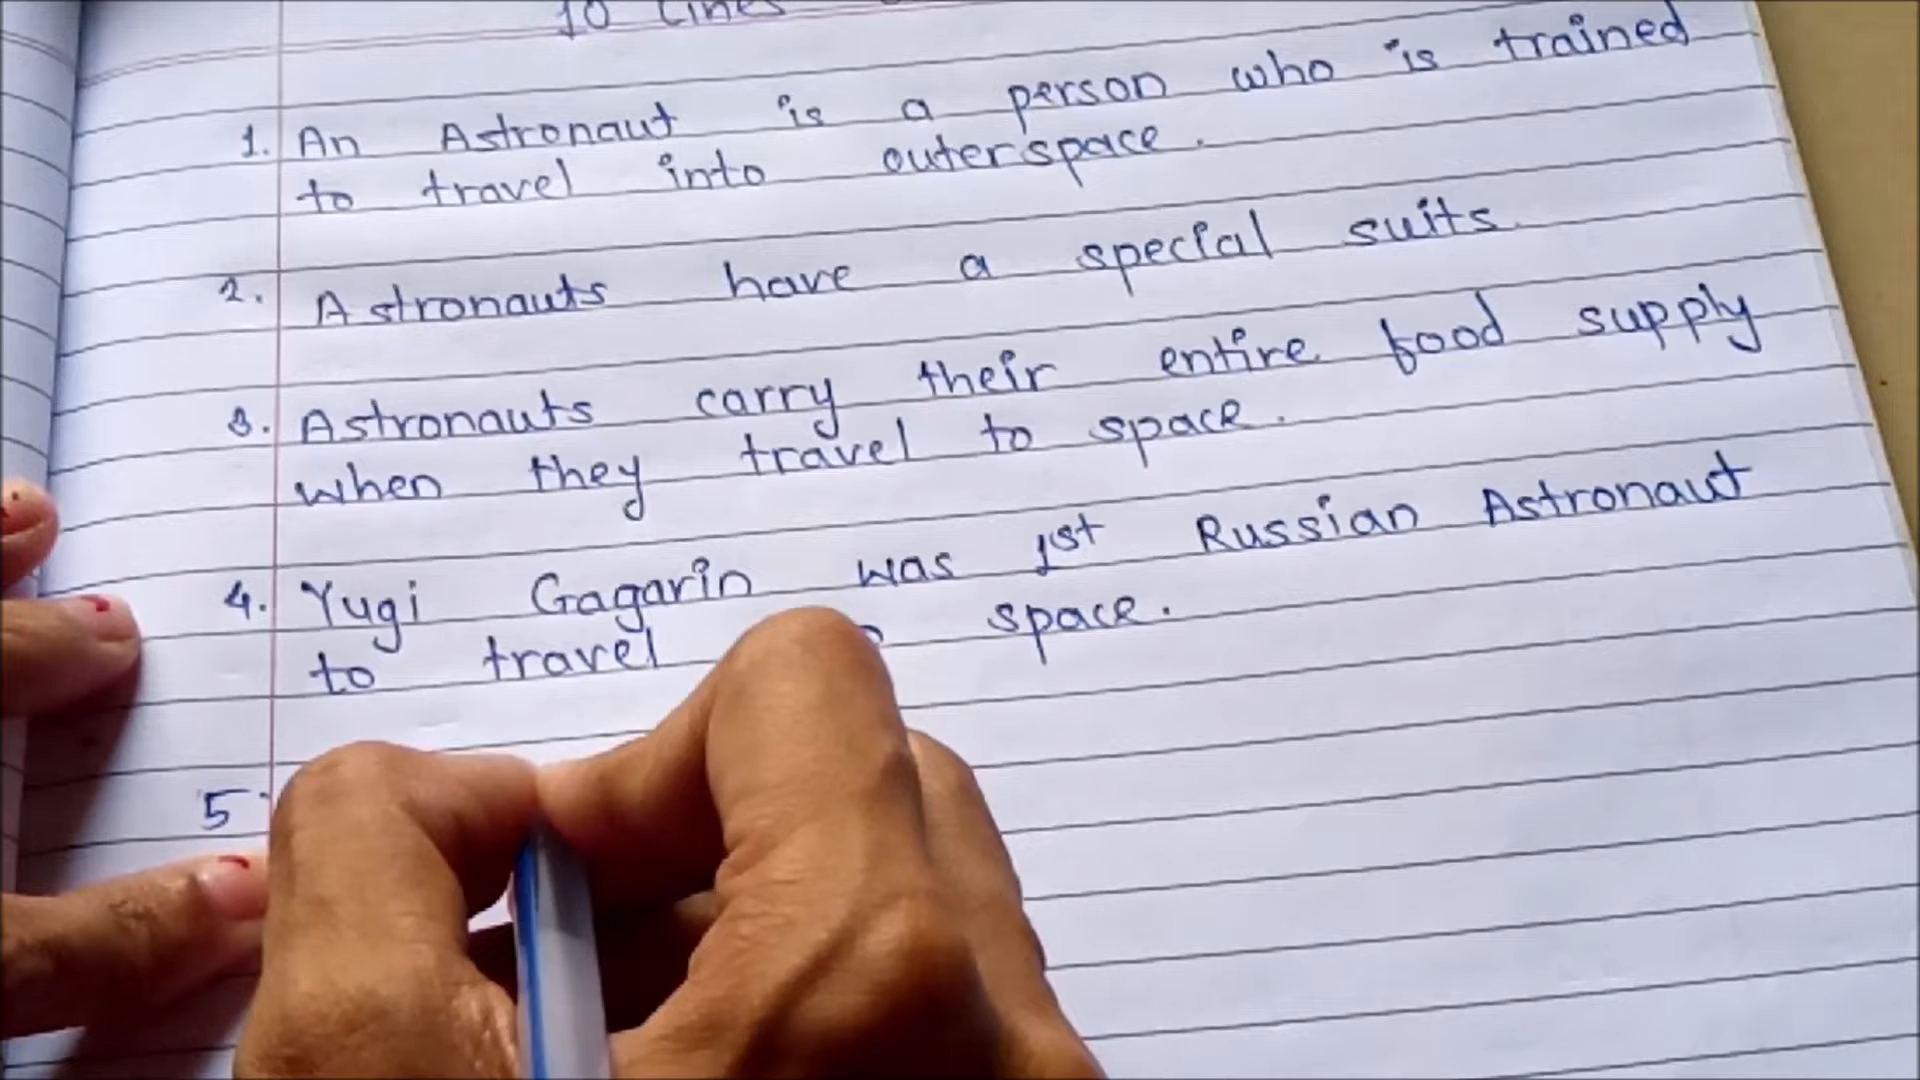 10 Lines
1. An Astronaut is a person who is trained
to travel into outerspace.
2. Astronauts have a special suits.
3. Astronauts carry their entire food supply
when they travel to space.
4. Yugi Gagarin was 1st Russian Astronaut
to travel space.
5.